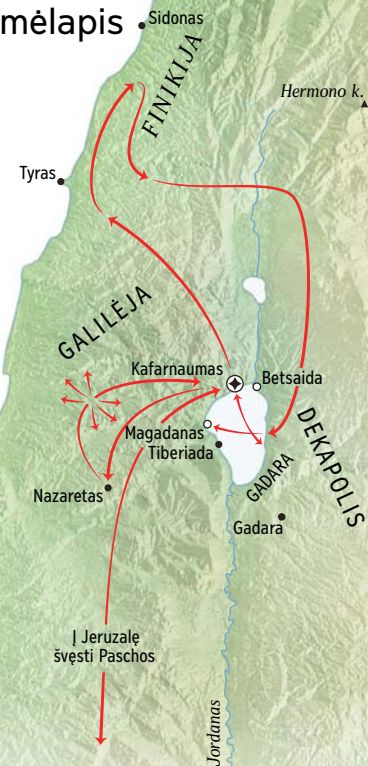 mėlapis
Sidonas
FINIKIJA
Hermono k.
Tyras
GALILĖJA
Kafarnaumas
Betsaida
Magadanas
Tiberiada
DEKAPOLIS
GADARA
Nazaretas
Gadara
Į Jeruzalę
švęsti Paschos
Jordanas